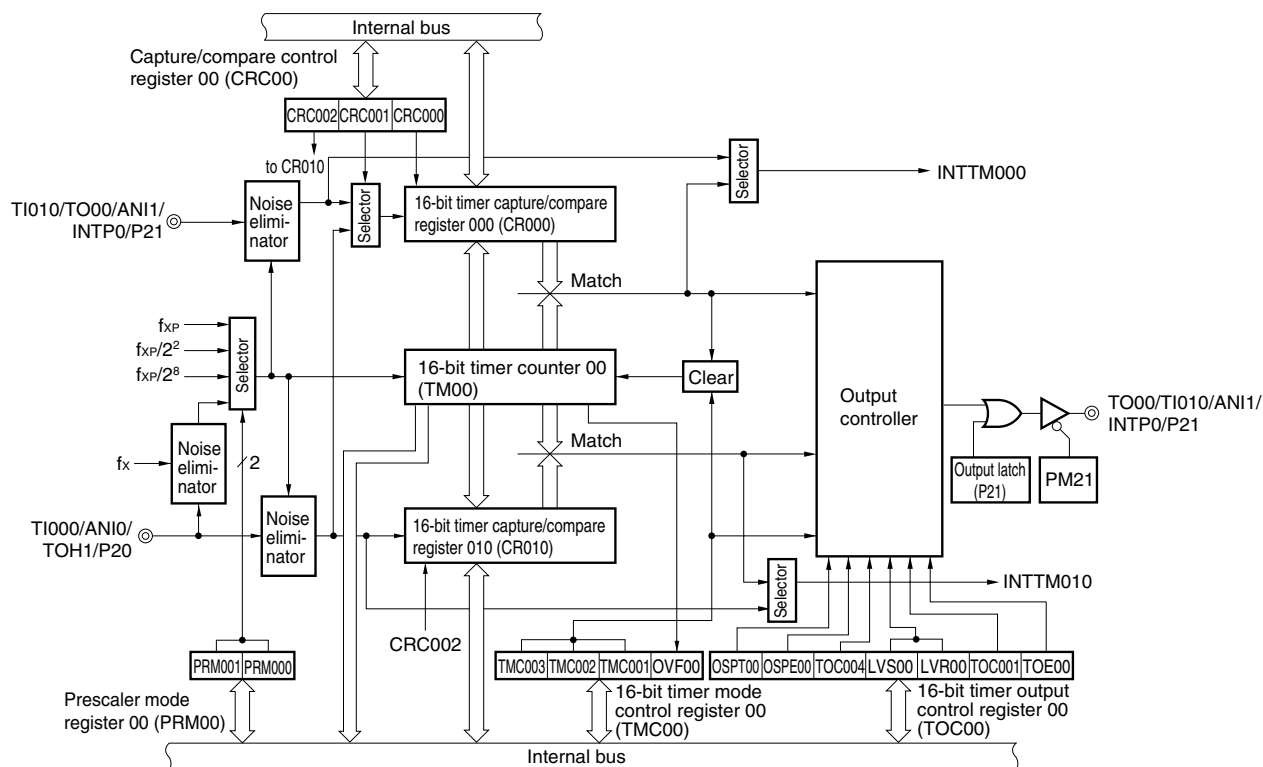 Internal bus
Capture/compare control
register 00 (CRC00)
CRC002 CRC001 CRC000
to CR010
TI010/TO00/ANI1/
INTP0/P21
Noise
elimi-
nator
Selector
16-bit timer capture/compare
register 000 (CR000)
Selector
INTTM000
Match
fXP
fXP/2²
fXP/2⁸
Selector
16-bit timer counter 00
(TM00)
Clear
Output
controller
TO00/TI010/ANI1/
INTP0/P21
Match
fX
Noise
elimi-
nator
2
Output latch
(P21)
PM21
TI000/ANI0/
TOH1/P20
Noise
elimi-
nator
16-bit timer capture/compare
register 010 (CR010)
Selector
INTTM010
CRC002
PRM001 PRM000
TMC003 TMC002 TMC001 OVF00
OSPT00 OSPE00 TOC004 LVS00 LVR00 TOC001 TOE00
Prescaler mode
register 00 (PRM00)
16-bit timer mode
control register 00
(TMC00)
16-bit timer output
control register 00
(TOC00)
Internal bus